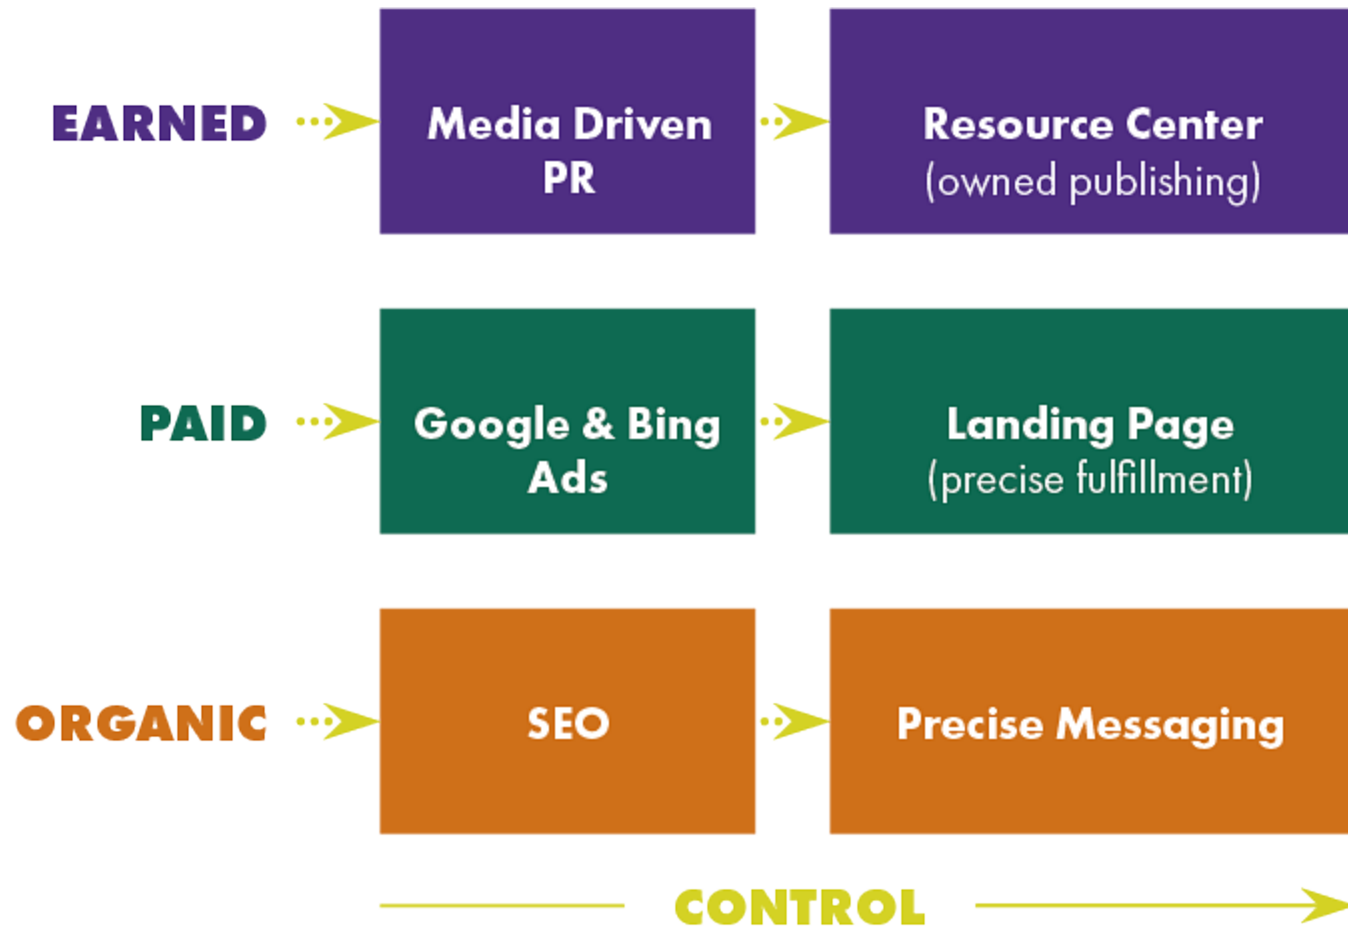 EARNED
Media Driven
PR
Resource Center
(owned publishing)
PAID
Google & Bing
Ads
Landing Page
(precise fulfillment)
ORGANIC
SEO
Precise Messaging
CONTROL